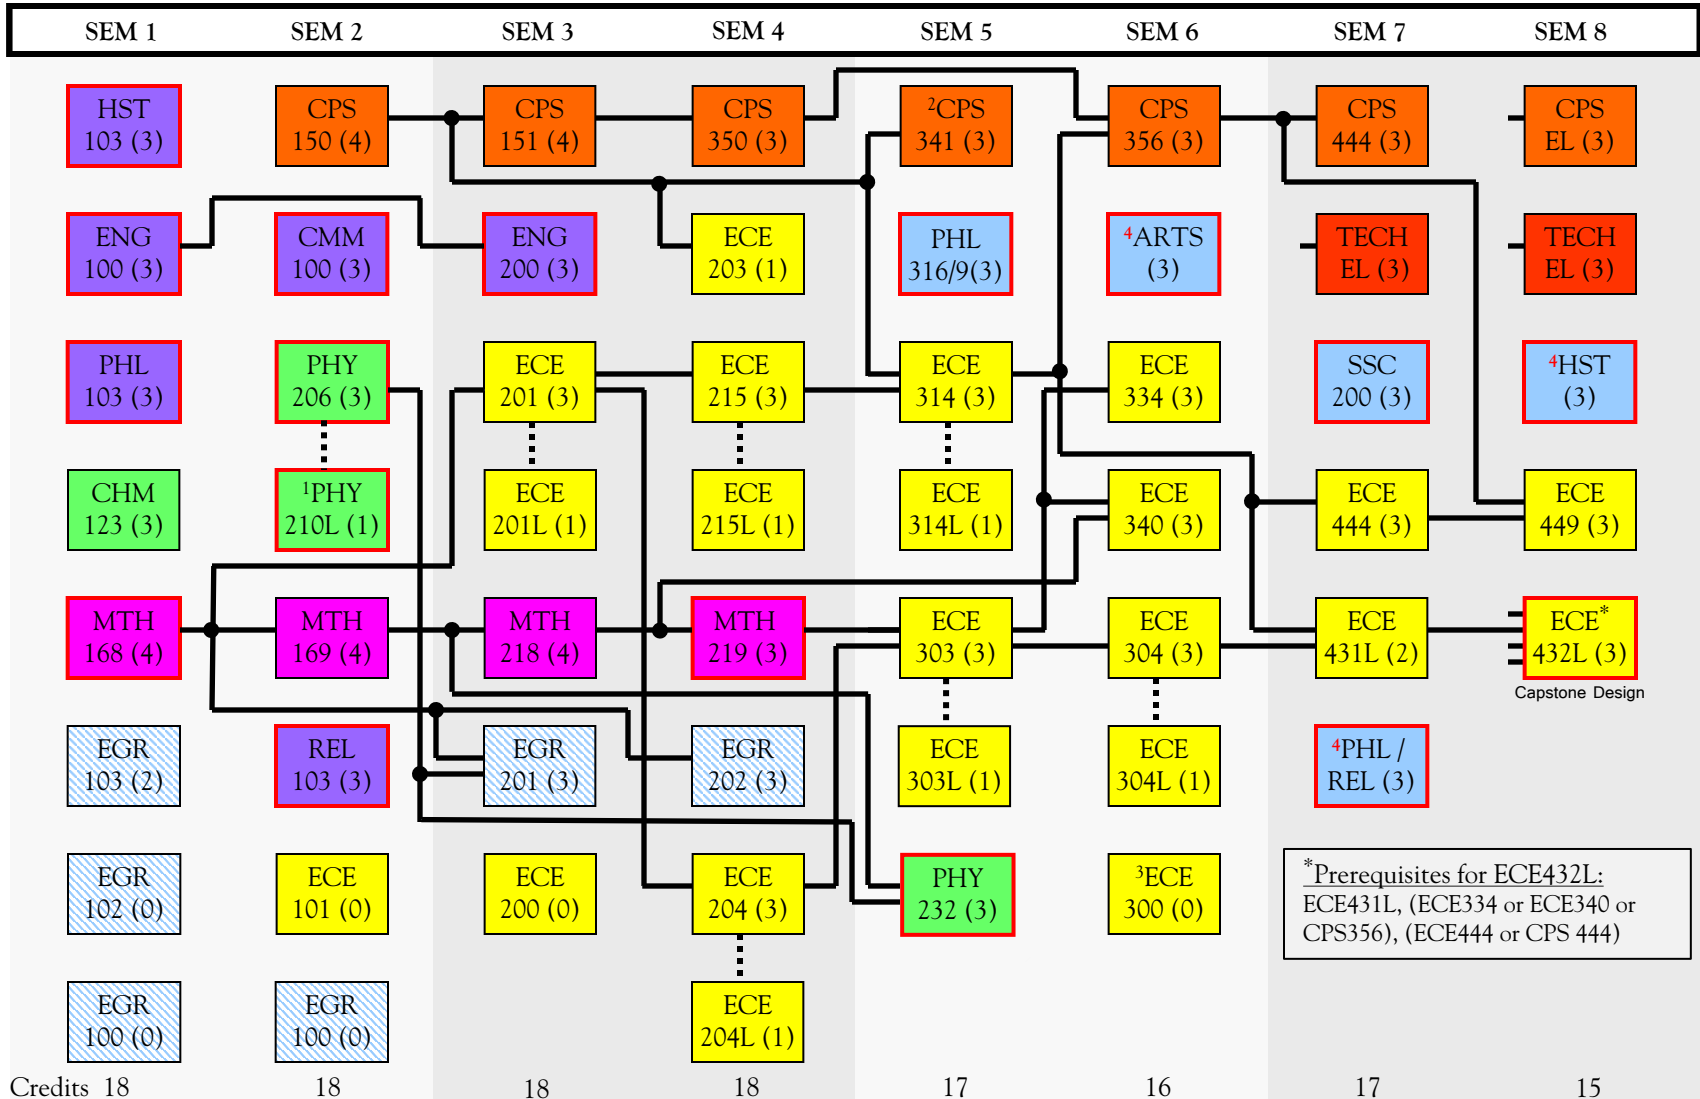 SEM 1 SEM 2 SEM 3 SEM 4 SEM 5 SEM 6 SEM 7 SEM 8
HST
103 (3)
CPS
150 (4)
CPS
151 (4)
CPS
350 (3)
²CPS
341 (3)
CPS
356 (3)
CPS
444 (3)
CPS
EL (3)
ENG
100 (3)
CMM
100 (3)
ENG
200 (3)
ECE
203 (1)
PHL
316/9(3)
⁴ARTS
(3)
TECH
EL (3)
TECH
EL (3)
PHL
103 (3)
PHY
206 (3)
ECE
201 (3)
ECE
215 (3)
ECE
314 (3)
ECE
334 (3)
SSC
200 (3)
⁴HST
(3)
CHM
123 (3)
¹PHY
210L (1)
ECE
201L (1)
ECE
215L (1)
ECE
314L (1)
ECE
340 (3)
ECE
444 (3)
ECE
449 (3)
MTH
168 (4)
MTH
169 (4)
MTH
218 (4)
MTH
219 (3)
ECE
303 (3)
ECE
304 (3)
ECE
431L (2)
ECE*
432L (3)
Capstone Design
EGR
103 (2)
REL
103 (3)
EGR
201 (3)
EGR
202 (3)
ECE
303L (1)
ECE
304L (1)
⁴PHL /
REL (3)
EGR
102 (0)
ECE
101 (0)
ECE
200 (0)
ECE
204 (3)
PHY
232 (3)
³ECE
300 (0)
*Prerequisites for ECE432L:
ECE431L, (ECE334 or ECE340 or
CPS356), (ECE444 or CPS 444)
EGR
100 (0)
EGR
100 (0)
ECE
204L (1)
Credits 18 18 18 18 17 16 17 15